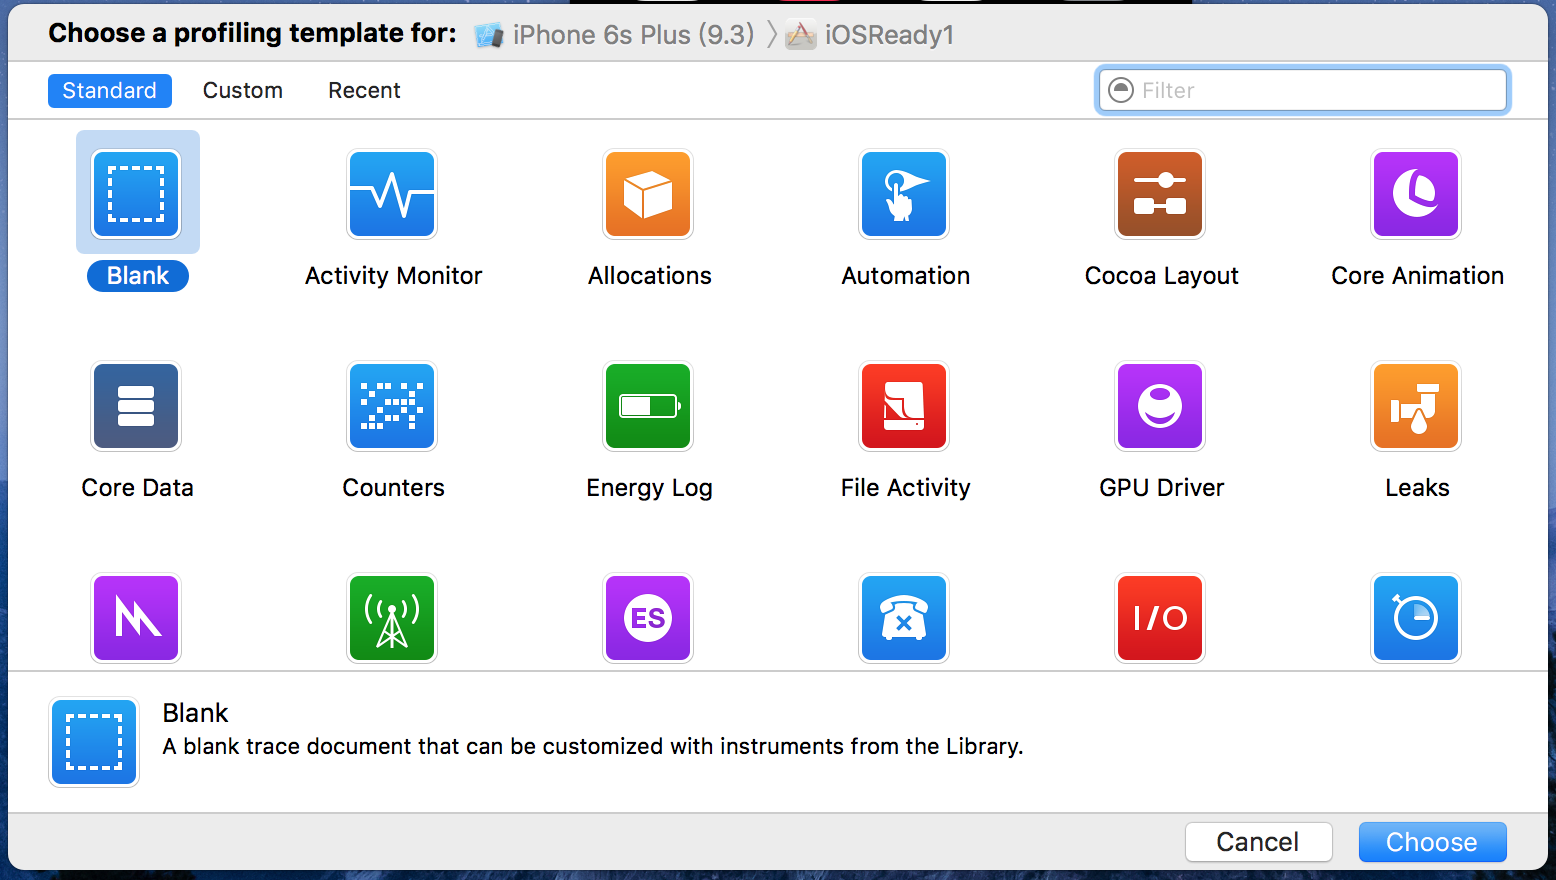 Choose a profiling template for: iPhone 6s Plus (9.3) 〉 iOSReady1
Standard Custom Recent Filter
Blank Activity Monitor Allocations Automation Cocoa Layout Core Animation
Core Data Counters Energy Log File Activity GPU Driver Leaks
ES I/O
Blank
A blank trace document that can be customized with instruments from the Library.
Cancel Choose